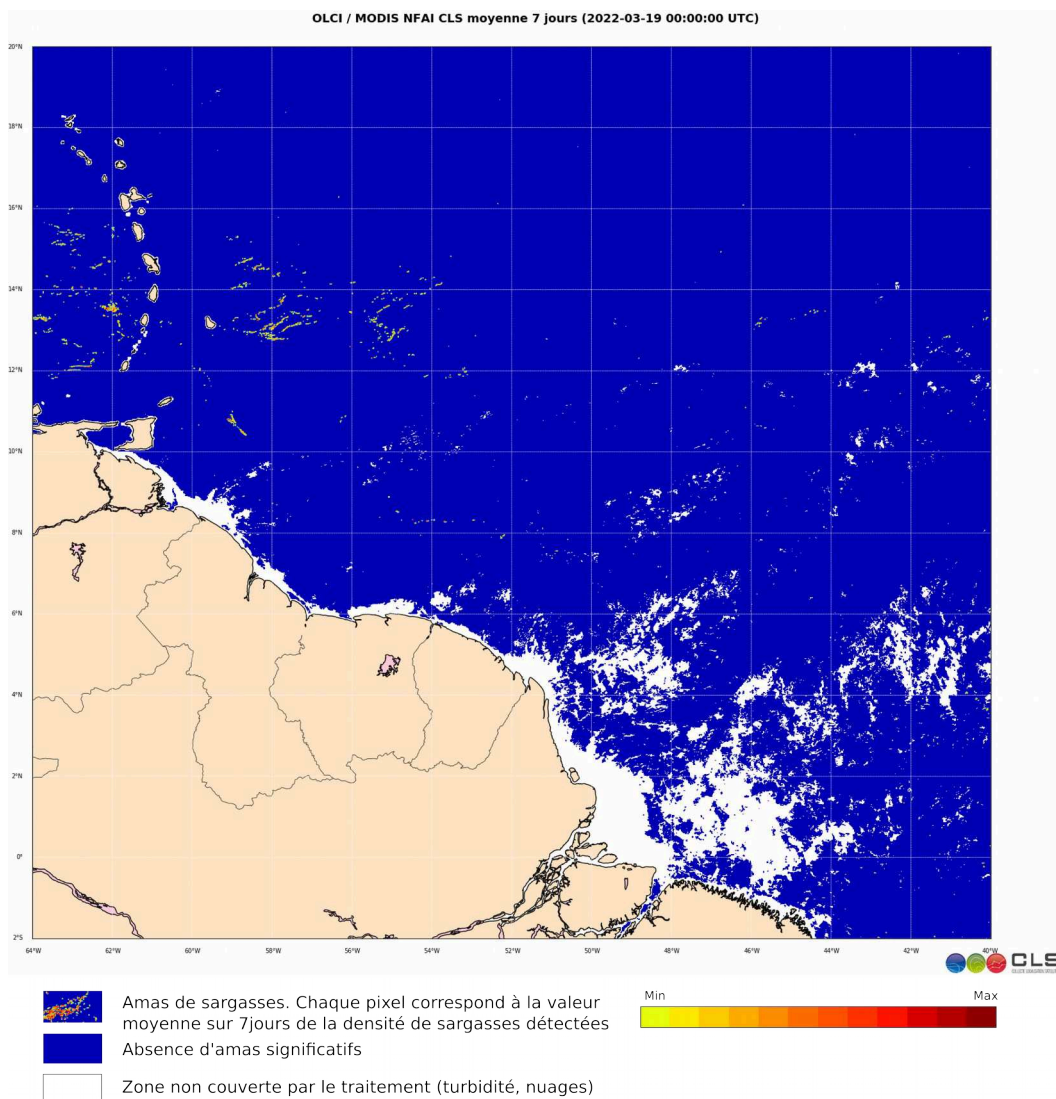 OLCI / MODIS NFAI CLS moyenne 7 jours (2022-03-19 00:00:00 UTC)
20°N
18°N
16°N
14°N
12°N
10°N
8°N
6°N
4°N
2°N
0°
2°S
64°W 62°W 60°W 58°W 56°W 54°W 52°W 50°W 48°W 46°W 44°W 42°W 40°W
CLS
Amas de sargasses. Chaque pixel correspond à la valeur
moyenne sur 7jours de la densité de sargasses détectées
Min Max
Absence d'amas significatifs
Zone non couverte par le traitement (turbidité, nuages)